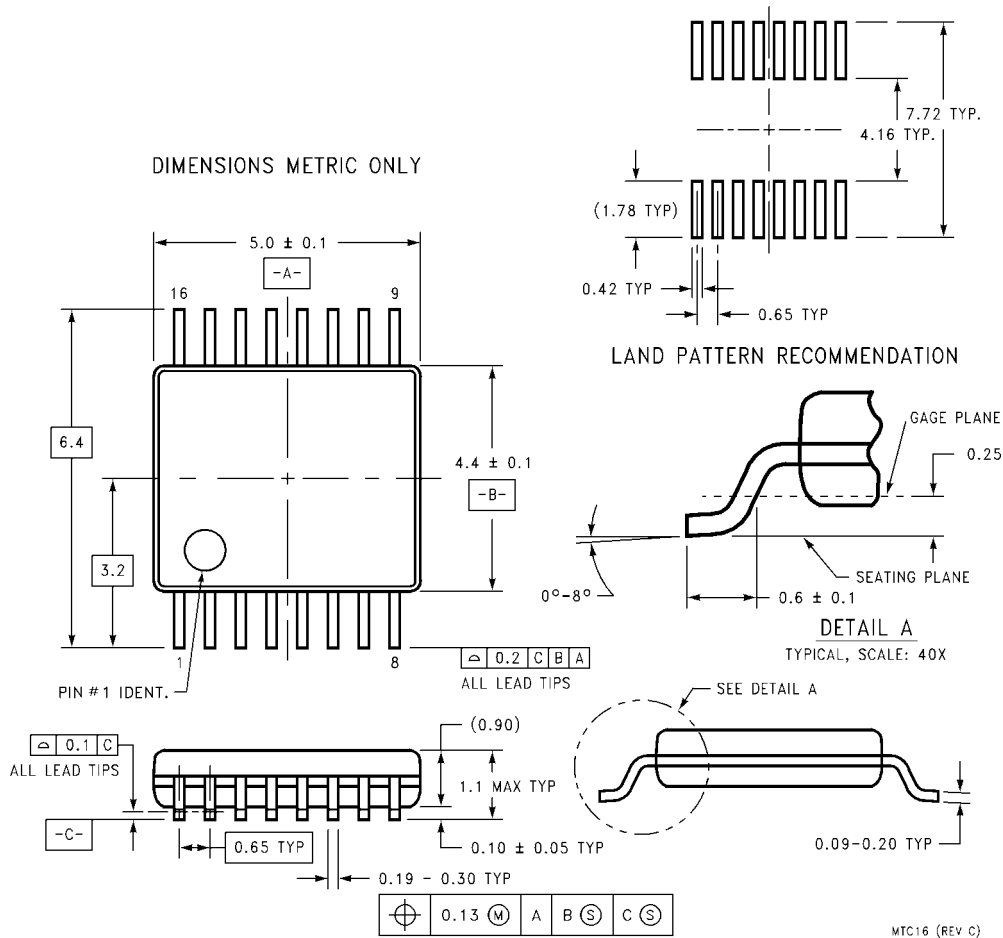 7.72 TYP.
4.16 TYP.
(1.78 TYP)
0.42 TYP
0.65 TYP
LAND PATTERN RECOMMENDATION
DIMENSIONS METRIC ONLY
5.0 ± 0.1
-A-
16
9
6.4
3.2
4.4 ± 0.1
-B-
1
8
PIN #1 IDENT.
⌓ 0.2 C B A
ALL LEAD TIPS
GAGE PLANE
0.25
SEATING PLANE
0°-8°
0.6 ± 0.1
DETAIL A
TYPICAL, SCALE: 40X
SEE DETAIL A
0.09-0.20 TYP
⌓ 0.1 C
ALL LEAD TIPS
-C-
(0.90)
1.1 MAX TYP
0.65 TYP
0.10 ± 0.05 TYP
0.19 - 0.30 TYP
⌖ 0.13 Ⓜ A B Ⓢ C Ⓢ
MTC16 (REV C)